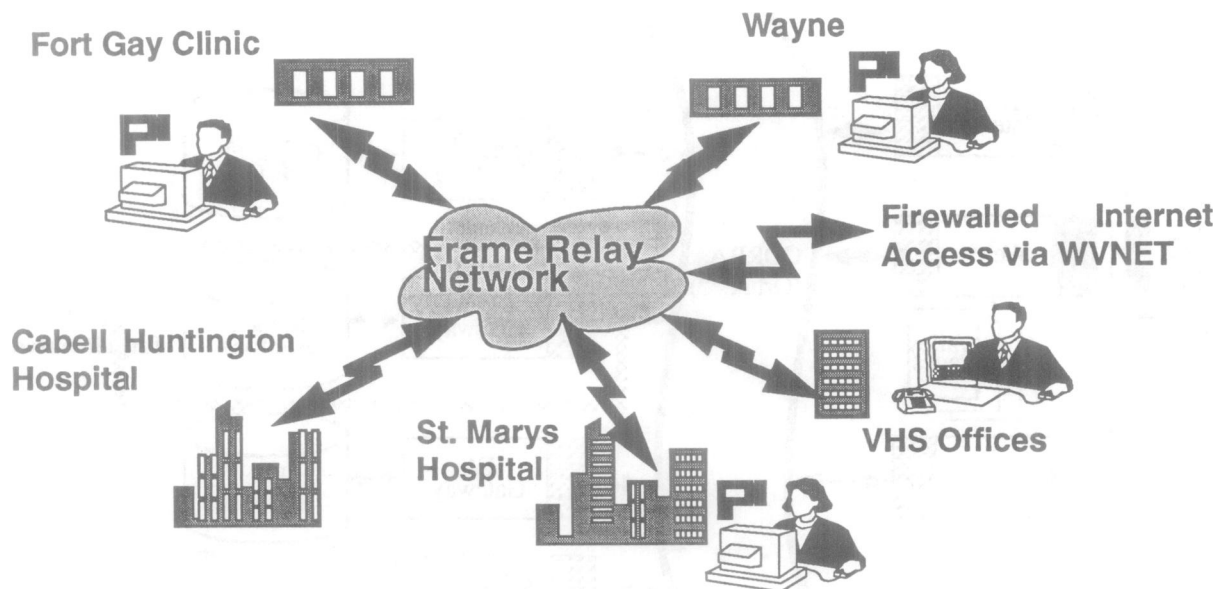 Fort Gay Clinic
Wayne
Frame Relay
Network
Firewalled Internet
Access via WVNET
Cabell Huntington
Hospital
St. Marys
Hospital
VHS Offices